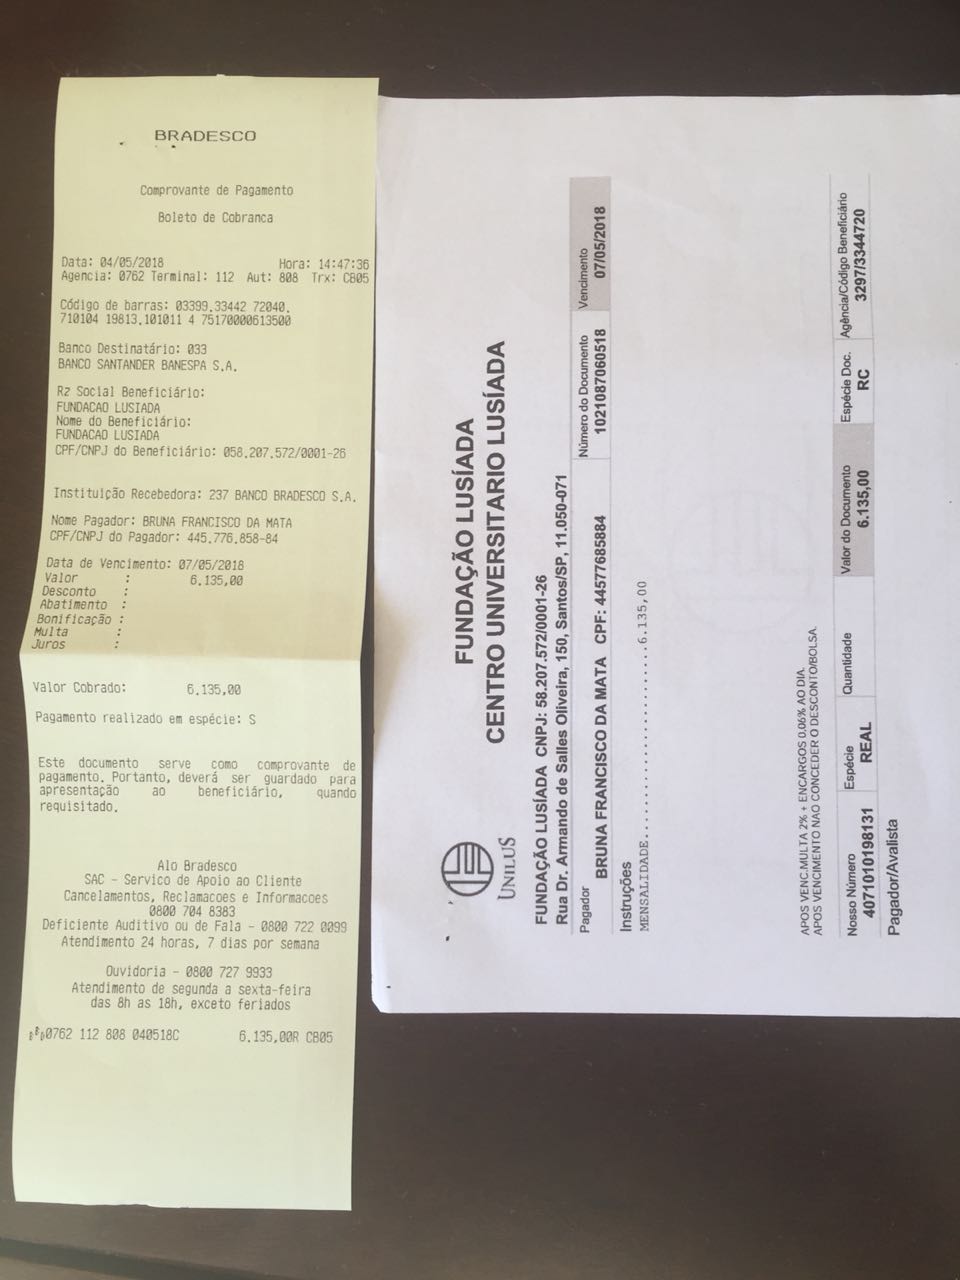 BRADESCO
Comprovante de Pagamento
Boleto de Cobranca
Data: 04/05/2018 Hora: 14:47:36
Agencia: 0762 Terminal: 112 Aut: 808 Trx: CB05
Código de barras: 03399.33442 72040.
710104 19813.101011 4 75170000613500
Banco Destinatário: 033
BANCO SANTANDER BANESPA S.A.
Rz Social Beneficiário:
FUNDACAO LUSIADA
Nome do Beneficiário:
FUNDACAO LUSIADA
CPF/CNPJ do Beneficiário: 058.207.572/0001-26
Instituição Recebedora: 237 BANCO BRADESCO S.A.
Nome Pagador: BRUNA FRANCISCO DA MATA
CPF/CNPJ do Pagador: 445.776.858-84
Data de Vencimento: 07/05/2018
Valor : 6.135,00
Desconto :
Abatimento :
Bonificação :
Multa :
Juros :
Valor Cobrado: 6.135,00
Pagamento realizado em espécie: S
Este documento serve como comprovante de
pagamento. Portanto, deverá ser guardado para
apresentação ao beneficiário, quando
requisitado.
Alo Bradesco
SAC - Servico de Apoio ao Cliente
Cancelamentos, Reclamacoes e Informacoes
0800 704 8383
Deficiente Auditivo ou de Fala - 0800 722 0099
Atendimento 24 horas, 7 dias por semana
Ouvidoria - 0800 727 9933
Atendimento de segunda a sexta-feira
das 8h as 18h, exceto feriados
0762 112 808 040518C 6.135,00R CB05
UNILUS
FUNDAÇÃO LUSÍADA
CENTRO UNIVERSITARIO LUSÍADA
FUNDAÇÃO LUSÍADA CNPJ: 58.207.572/0001-26
Rua Dr. Armando de Salles Oliveira, 150, Santos/SP, 11.050-071
Pagador Número do Documento Vencimento
BRUNA FRANCISCO DA MATA CPF: 44577685884 1021087060518 07/05/2018
Instruções
MENSALIDADE.........................6.135,00
APOS VENC.MULTA 2% + ENCARGOS 0,06% AO DIA.
APOS VENCIMENTO NAO CONCEDER O DESCONTO/BOLSA.
Nosso Número Espécie Quantidade Valor do Documento Espécie Doc. Agência/Código Beneficiário
4071010198131 REAL 6.135,00 RC 3297/3344720
Pagador/Avalista